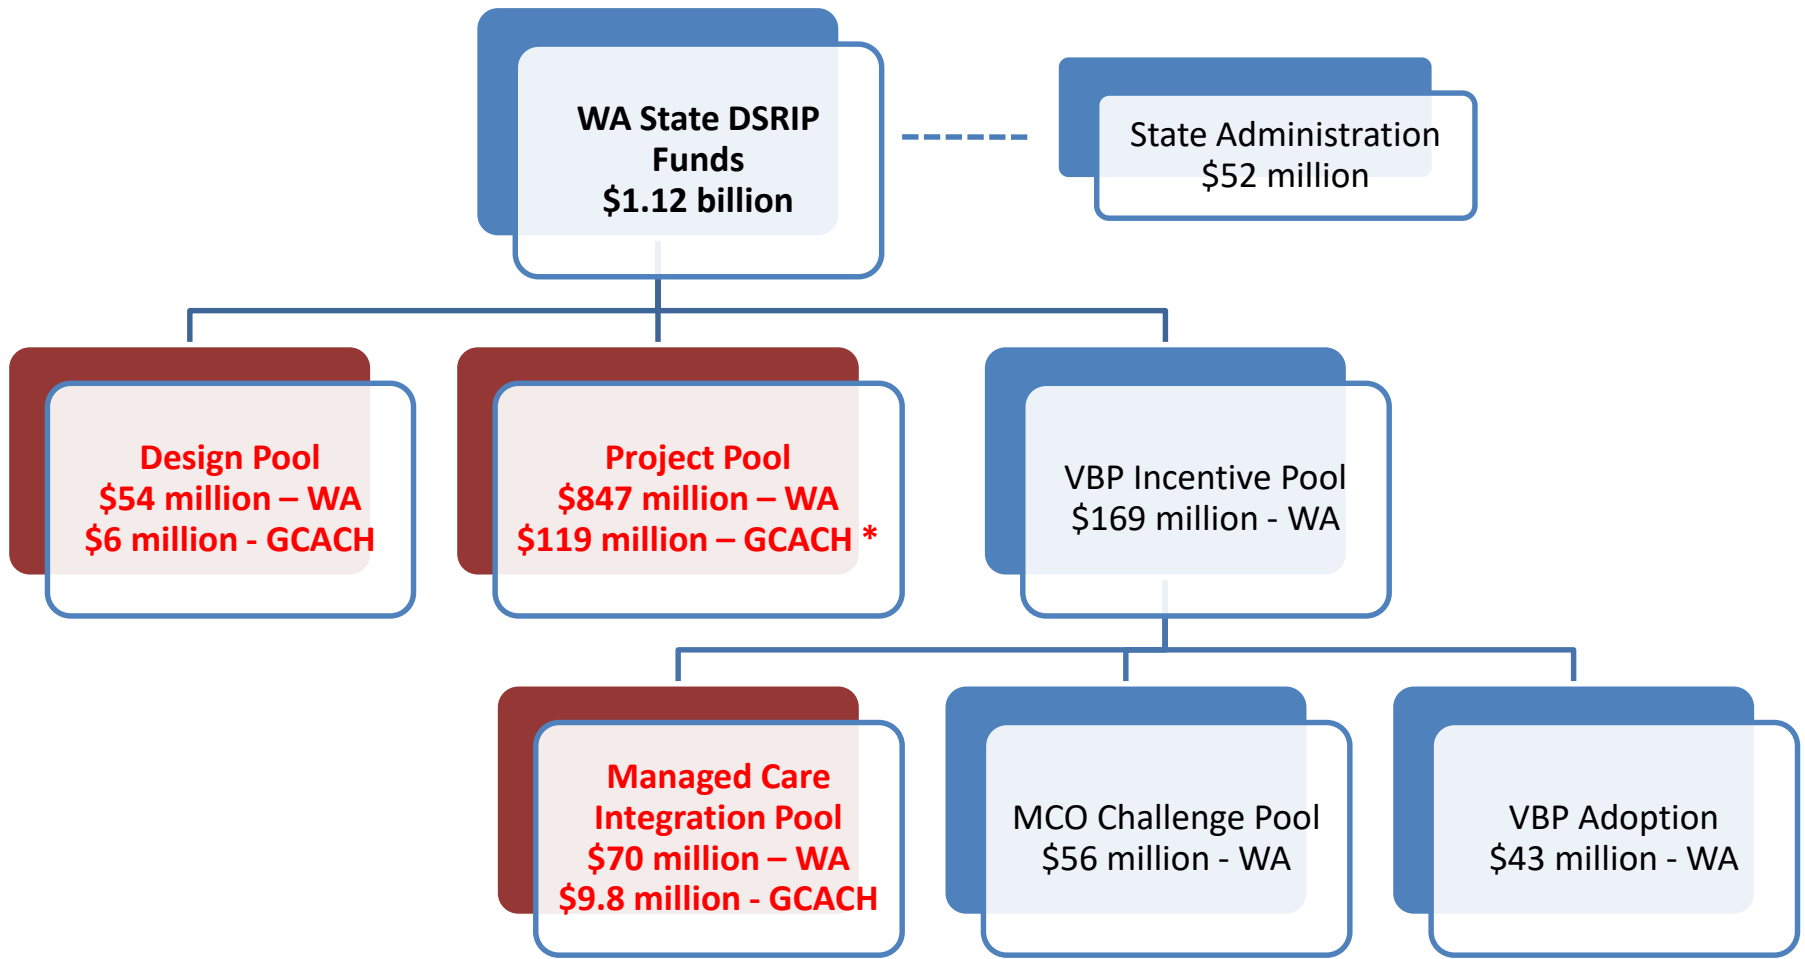 WA State DSRIP
Funds
$1.12 billion
State Administration
$52 million
Design Pool
$54 million – WA
$6 million - GCACH
Project Pool
$847 million – WA
$119 million – GCACH *
VBP Incentive Pool
$169 million - WA
Managed Care
Integration Pool
$70 million – WA
$9.8 million - GCACH
MCO Challenge Pool
$56 million - WA
VBP Adoption
$43 million - WA